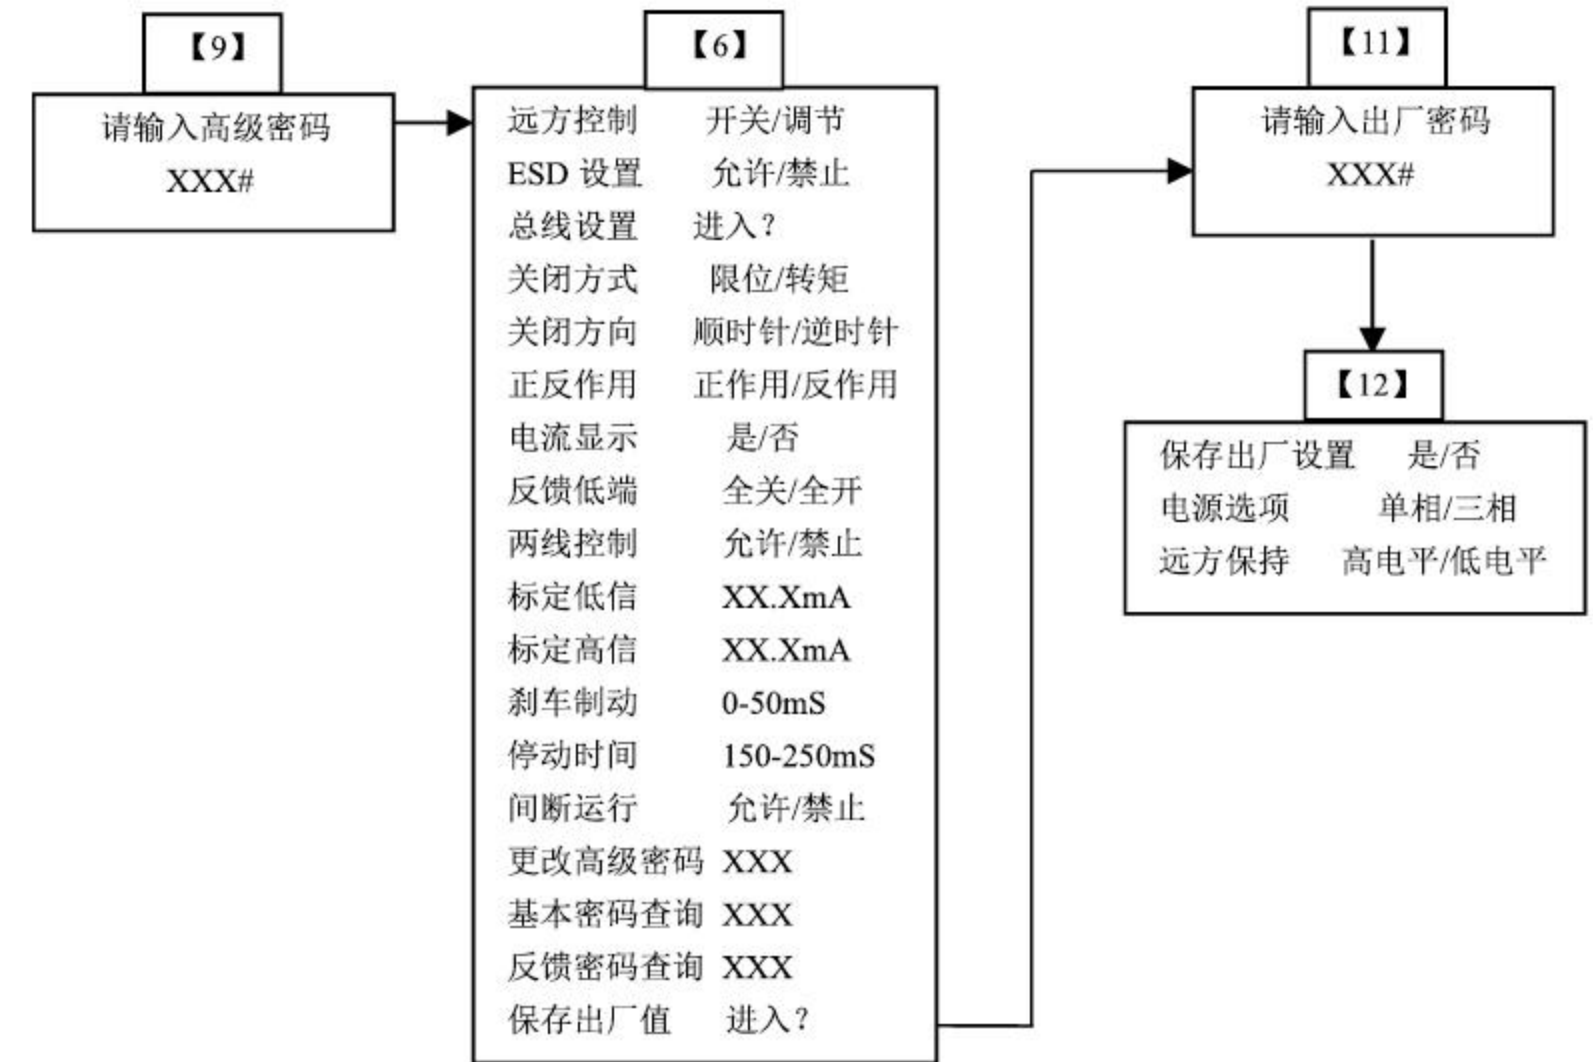 【9】
请输入高级密码
XXX#
【6】
远方控制 开关/调节
ESD 设置 允许/禁止
总线设置 进入？
关闭方式 限位/转矩
关闭方向 顺时针/逆时针
正反作用 正作用/反作用
电流显示 是/否
反馈低端 全关/全开
两线控制 允许/禁止
标定低信 XX.XmA
标定高信 XX.XmA
刹车制动 0-50mS
停动时间 150-250mS
间断运行 允许/禁止
更改高级密码 XXX
基本密码查询 XXX
反馈密码查询 XXX
保存出厂值 进入？
【11】
请输入出厂密码
XXX#
【12】
保存出厂设置 是/否
电源选项 单相/三相
远方保持 高电平/低电平